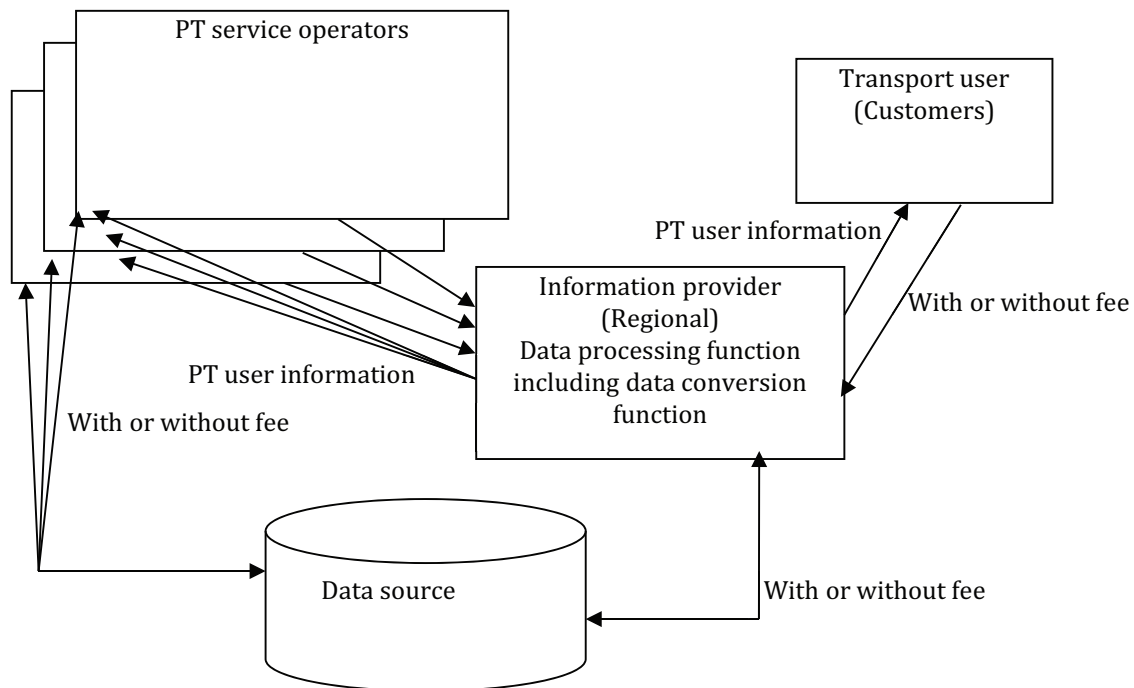 PT service operators
Transport user
(Customers)
PT user information
Information provider
(Regional)
Data processing function
including data conversion
function
With or without fee
PT user information
With or without fee
Data source
With or without fee